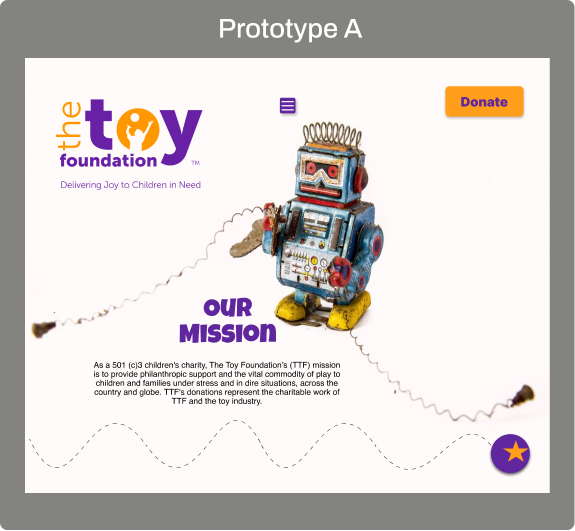 Prototype A
the toy
foundation™
Delivering Joy to Children in Need
Donate
OUR
MISSION
As a 501 (c)3 children's charity, The Toy Foundation's (TTF) mission
is to provide philanthropic support and the vital commodity of play to
children and families under stress and in dire situations, across the
country and globe. TTF's donations represent the charitable work of
TTF and the toy industry.